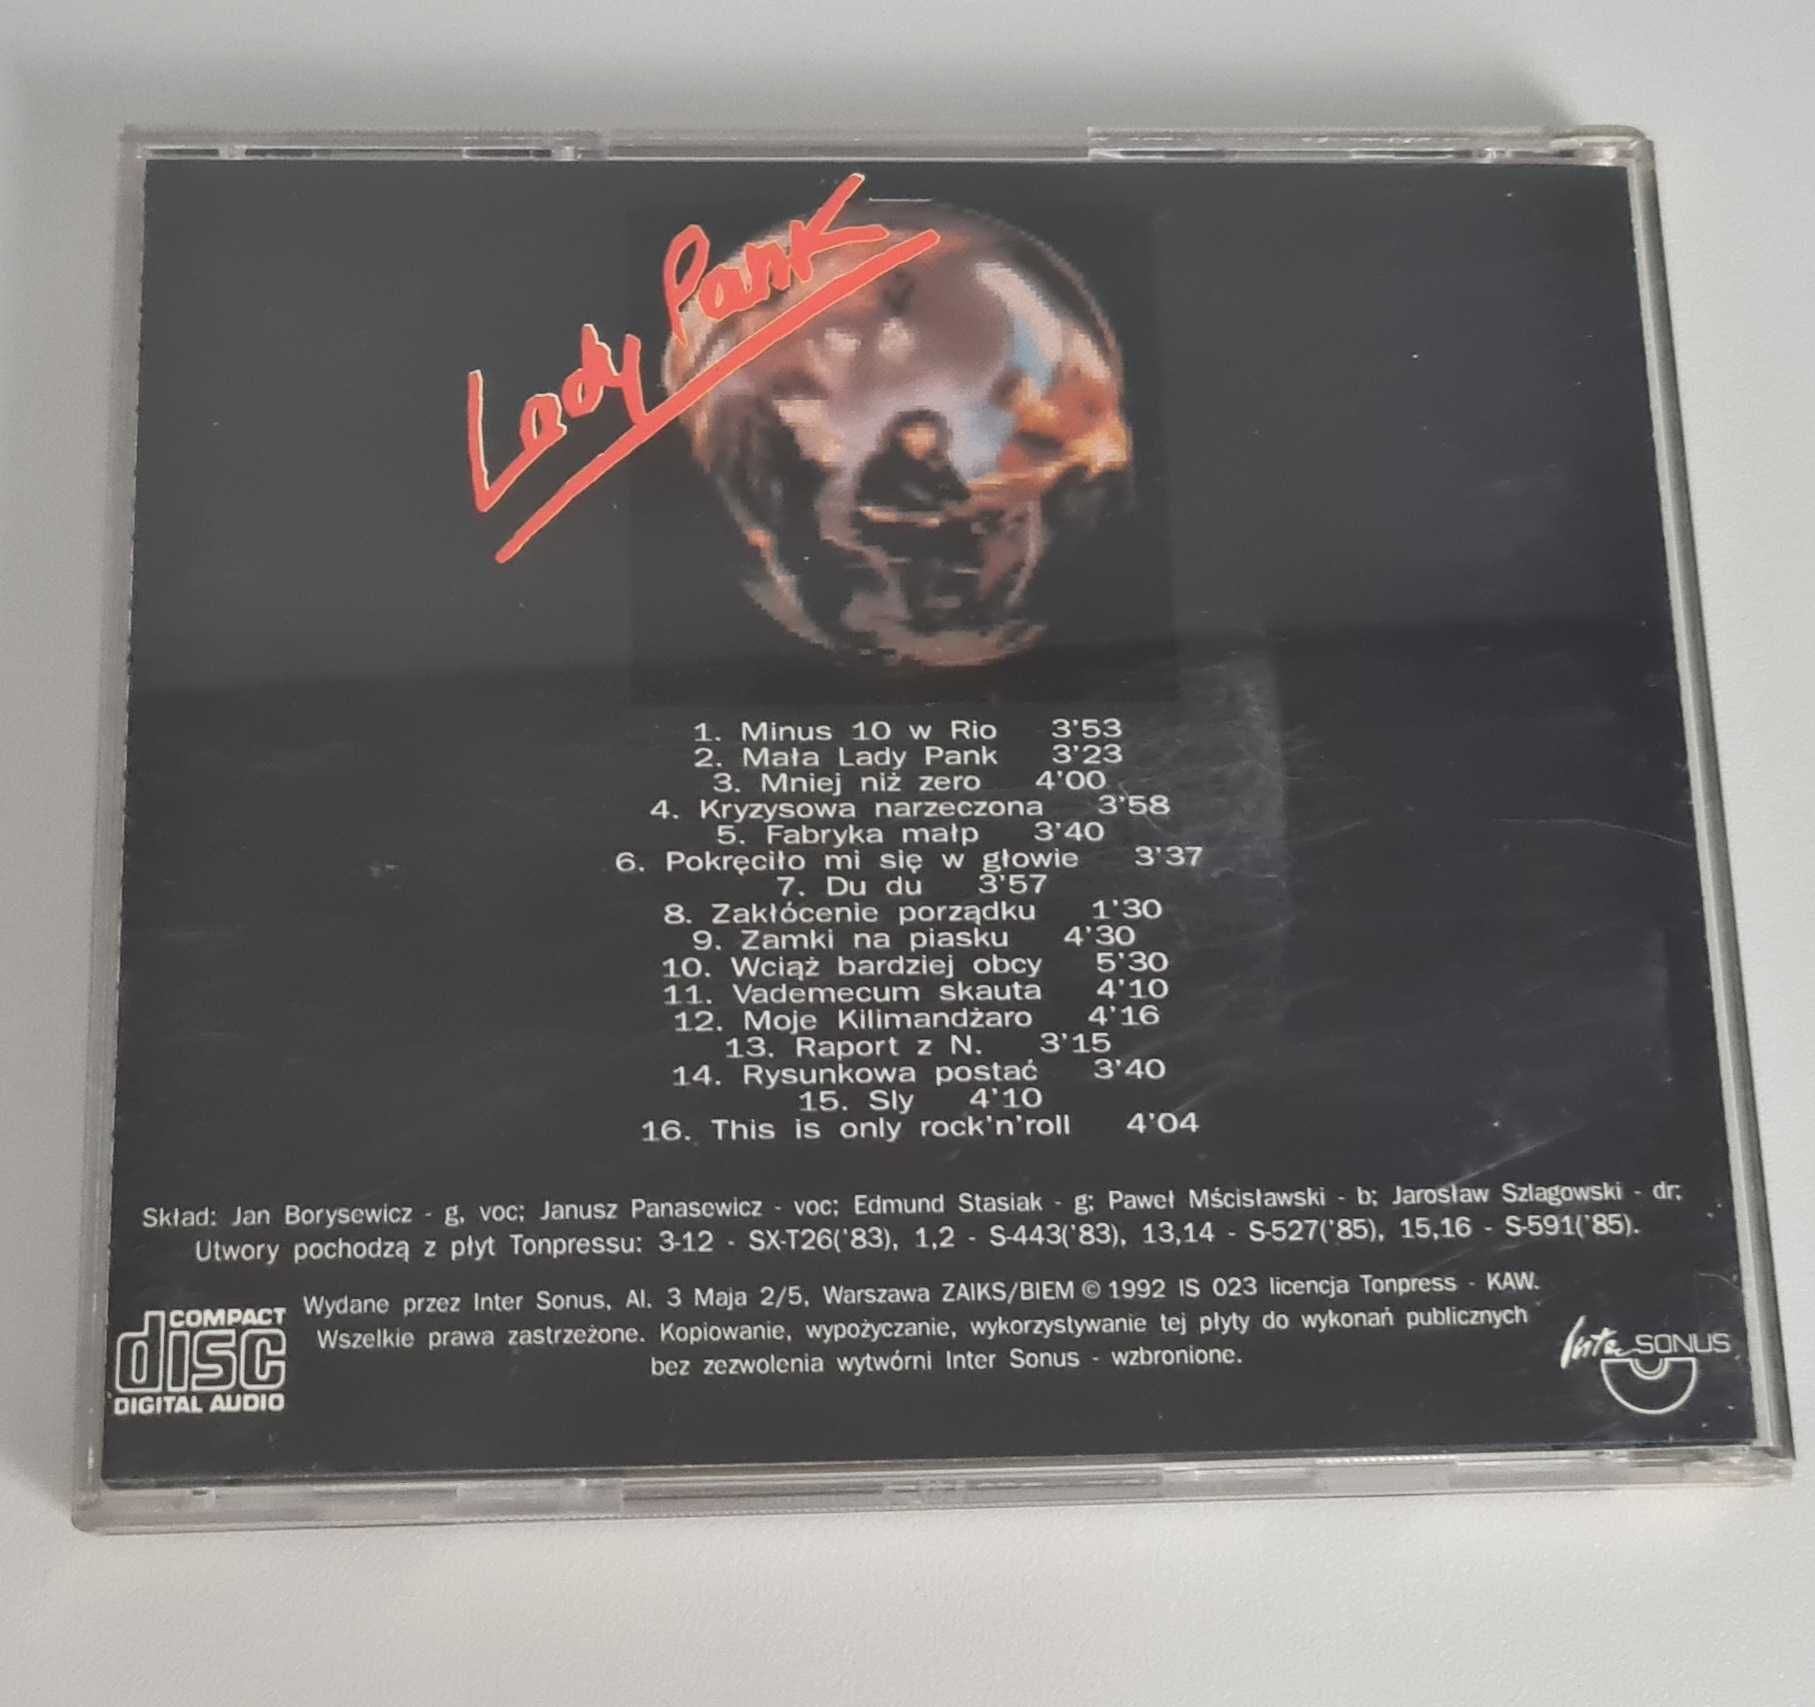 Lady Pank
1. Minus 10 w Rio 3'53
2. Mała Lady Pank 3'23
3. Mniej niż zero 4'00
4. Kryzysowa narzeczona 3'58
5. Fabryka małp 3'40
6. Pokręciło mi się w głowie 3'37
7. Du du 3'57
8. Zakłócenie porządku 1'30
9. Zamki na piasku 4'30
10. Wciąż bardziej obcy 5'30
11. Vademecum skauta 4'10
12. Moje Kilimandżaro 4'16
13. Raport z N. 3'15
14. Rysunkowa postać 3'40
15. Sly 4'10
16. This is only rock'n'roll 4'04
Skład: Jan Borysewicz - g, voc; Janusz Panasewicz - voc; Edmund Stasiak - g; Paweł Mścisławski - b; Jarosław Szlagowski - dr;
Utwory pochodzą z płyt Tonpressu: 3-12 - SX-T26('83), 1,2 - S-443('83), 13,14 - S-527('85), 15,16 - S-591('85).
Wydane przez Inter Sonus, Al. 3 Maja 2/5, Warszawa ZAIKS/BIEM © 1992 IS 023 licencja Tonpress - KAW.
Wszelkie prawa zastrzeżone. Kopiowanie, wypożyczanie, wykorzystywanie tej płyty do wykonań publicznych
bez zezwolenia wytwórni Inter Sonus - wzbronione.
COMPACT
disc
DIGITAL AUDIO
Inter SONUS